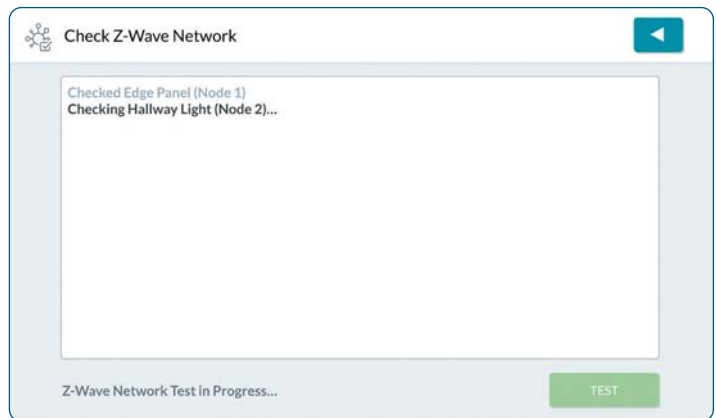 Check Z-Wave Network
Checked Edge Panel (Node 1)
Checking Hallway Light (Node 2)...
Z-Wave Network Test in Progress...
TEST